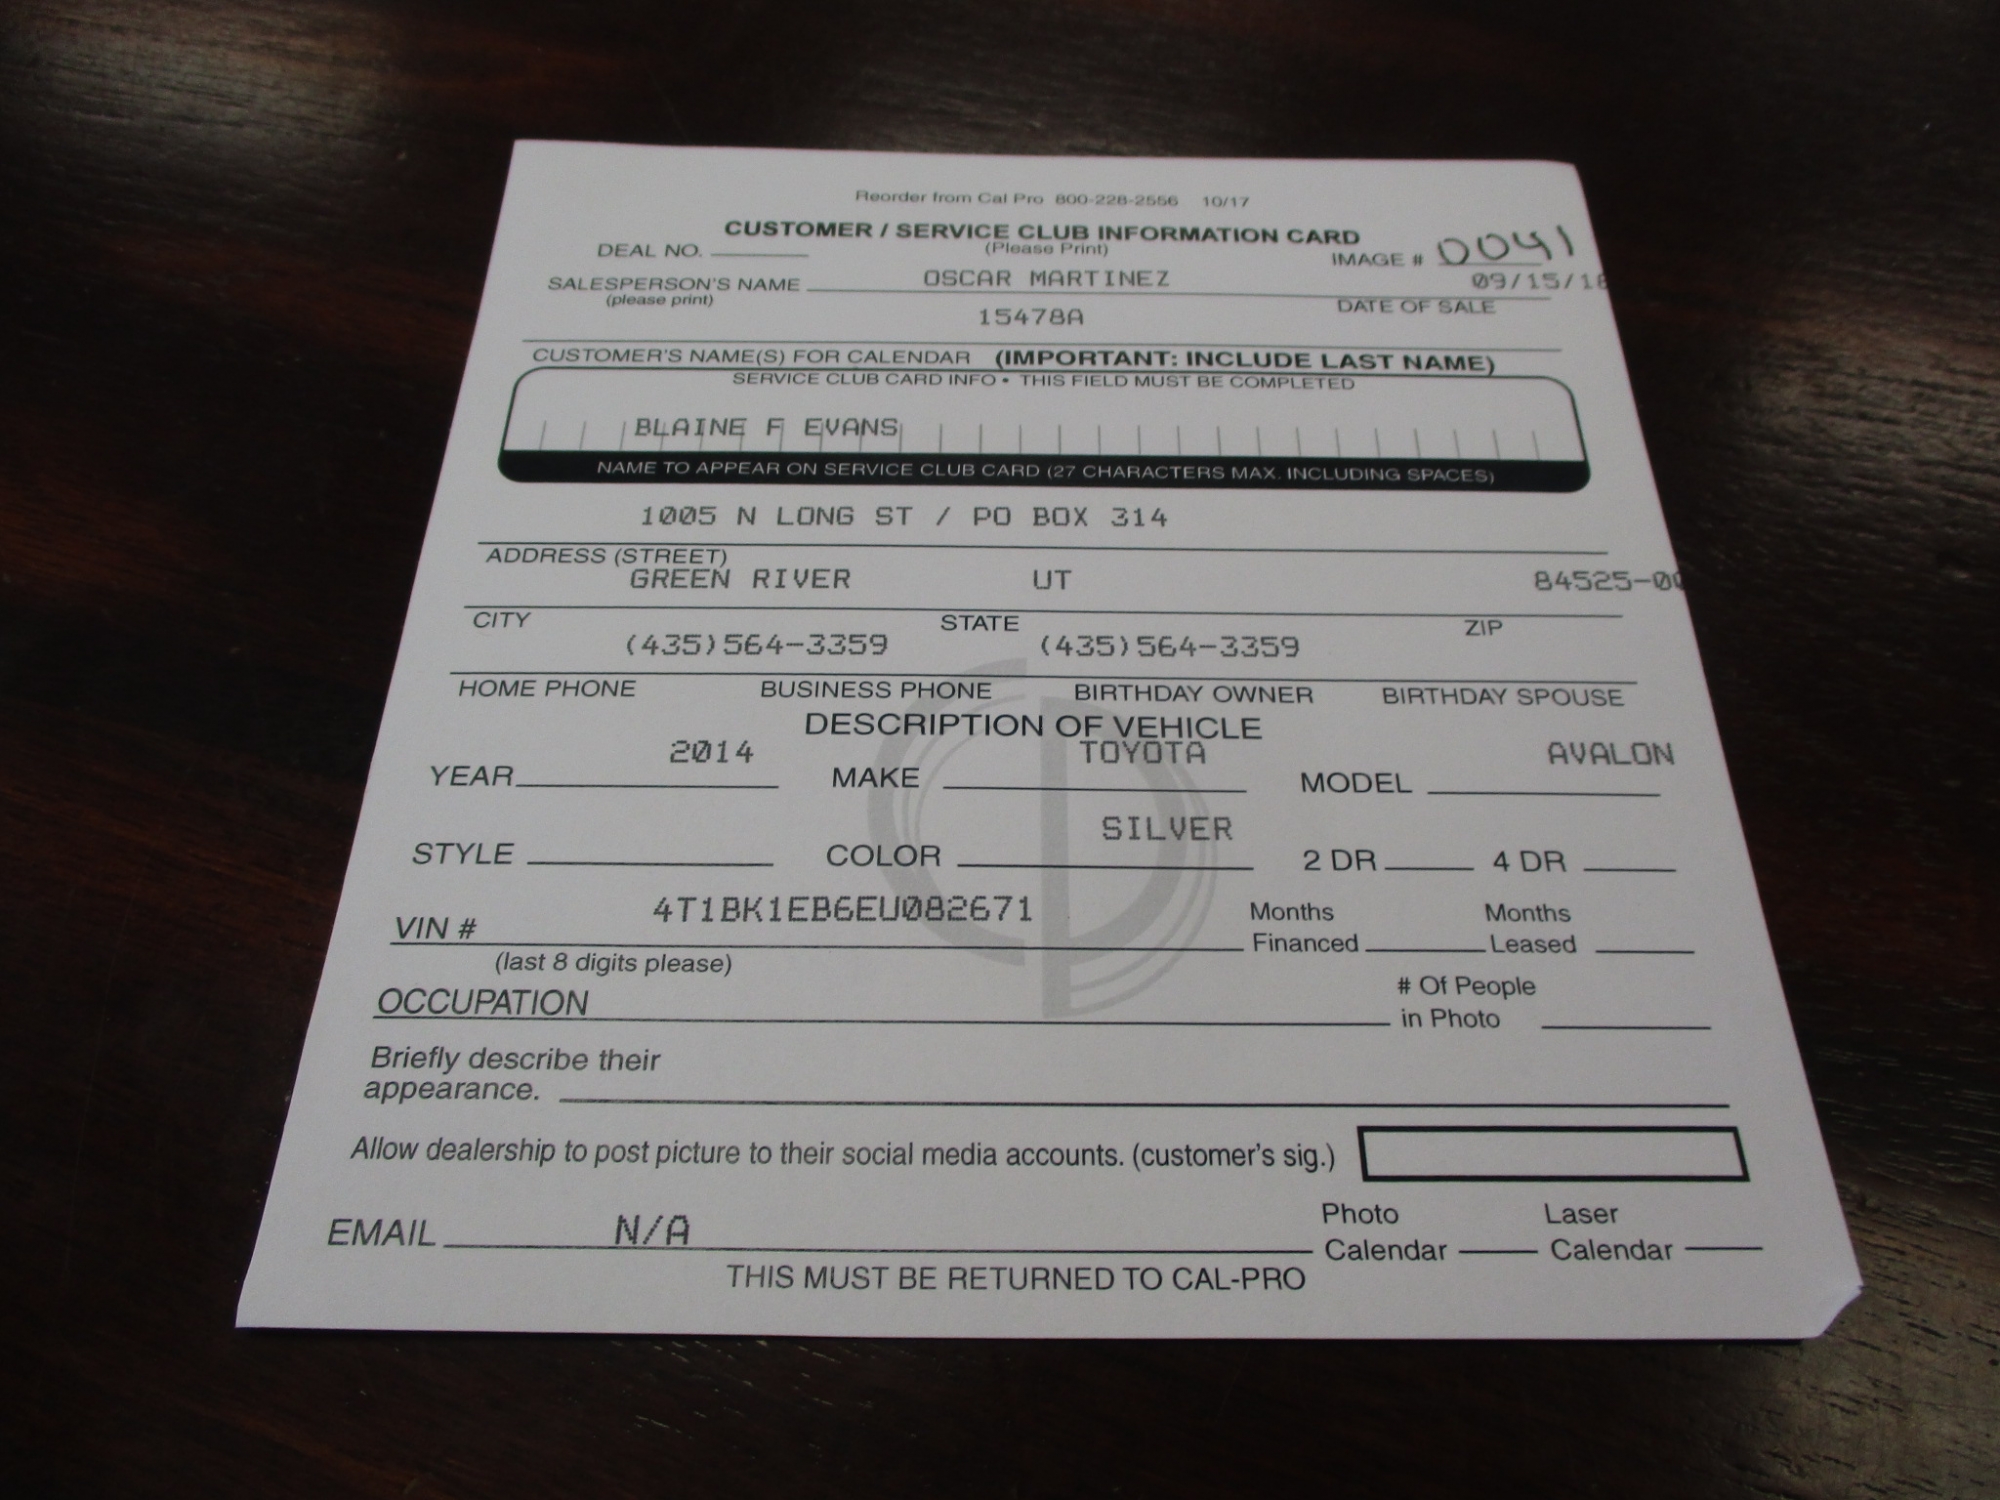 Reorder from Cal Pro 800-228-2556 10/17
CUSTOMER / SERVICE CLUB INFORMATION CARD
(Please Print)
DEAL NO.
IMAGE # 0041
SALESPERSON'S NAME OSCAR MARTINEZ 09/15/18
(please print)
DATE OF SALE
15478A
CUSTOMER'S NAME(S) FOR CALENDAR (IMPORTANT: INCLUDE LAST NAME)
SERVICE CLUB CARD INFO • THIS FIELD MUST BE COMPLETED
BLAINE F EVANS
NAME TO APPEAR ON SERVICE CLUB CARD (27 CHARACTERS MAX. INCLUDING SPACES)
1005 N LONG ST / PO BOX 314
ADDRESS (STREET)
GREEN RIVER UT 84525-00
CITY STATE ZIP
(435)564-3359 (435)564-3359
HOME PHONE BUSINESS PHONE BIRTHDAY OWNER BIRTHDAY SPOUSE
DESCRIPTION OF VEHICLE
YEAR 2014 MAKE TOYOTA MODEL AVALON
STYLE COLOR SILVER 2 DR 4 DR
VIN # 4T1BK1EB6EU082671 Months Financed Months Leased
(last 8 digits please)
OCCUPATION # Of People in Photo
Briefly describe their
appearance.
Allow dealership to post picture to their social media accounts. (customer's sig.)
EMAIL N/A Photo Calendar Laser Calendar
THIS MUST BE RETURNED TO CAL-PRO